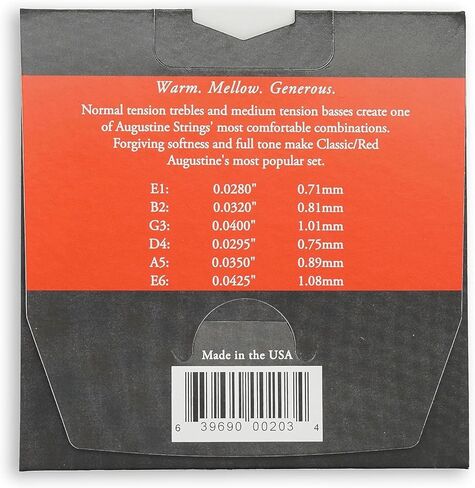 Warm. Mellow. Generous.
Normal tension trebles and medium tension basses create one
of Augustine Strings' most comfortable combinations.
Forgiving softness and full tone make Classic/Red
Augustine's most popular set.
E1: 0.0280" 0.71mm
B2: 0.0320" 0.81mm
G3: 0.0400" 1.01mm
D4: 0.0295" 0.75mm
A5: 0.0350" 0.89mm
E6: 0.0425" 1.08mm
Made in the USA
6 39690 00203 4